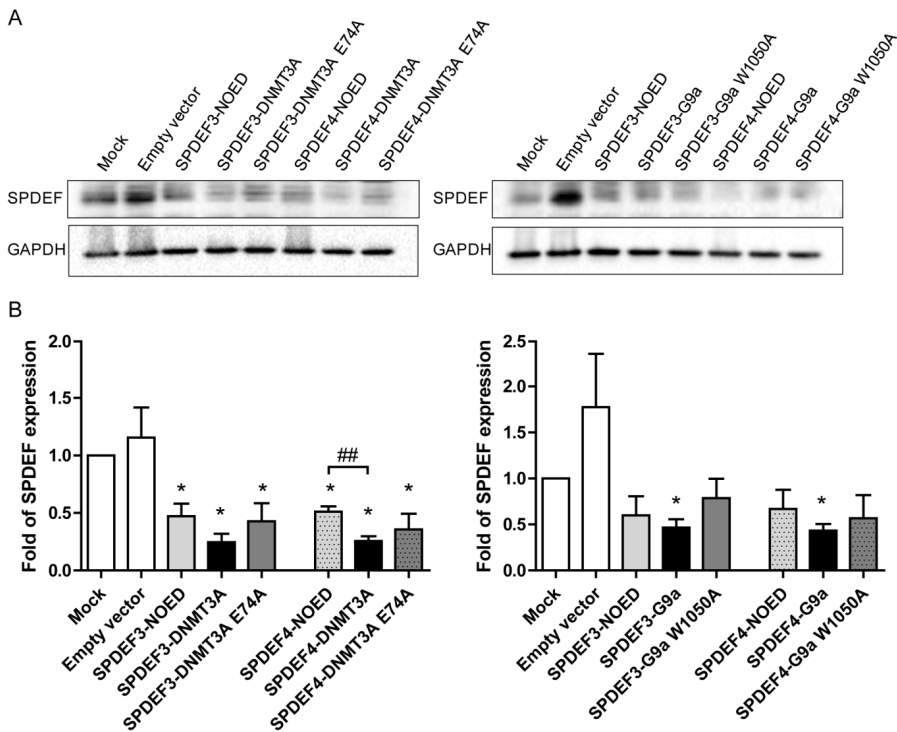 A
Mock
Empty vector
SPDEF3-NOED
SPDEF3-DNMT3A
SPDEF3-DNMT3A E74A
SPDEF4-NOED
SPDEF4-DNMT3A
SPDEF4-DNMT3A E74A
SPDEF
GAPDH
Mock
Empty vector
SPDEF3-NOED
SPDEF3-G9a
SPDEF3-G9a W1050A
SPDEF4-NOED
SPDEF4-G9a
SPDEF4-G9a W1050A
SPDEF
GAPDH
B
Fold of SPDEF expression
2.0
1.5
1.0
0.5
0.0
*
*
*
##
*
*
*
Mock
Empty vector
SPDEF3-NOED
SPDEF3-DNMT3A
SPDEF3-DNMT3A E74A
SPDEF4-NOED
SPDEF4-DNMT3A
SPDEF4-DNMT3A E74A
Fold of SPDEF expression
2.5
2.0
1.5
1.0
0.5
0.0
*
*
Mock
Empty vector
SPDEF3-NOED
SPDEF3-G9a
SPDEF3-G9a W1050A
SPDEF4-NOED
SPDEF4-G9a
SPDEF4-G9a W1050A